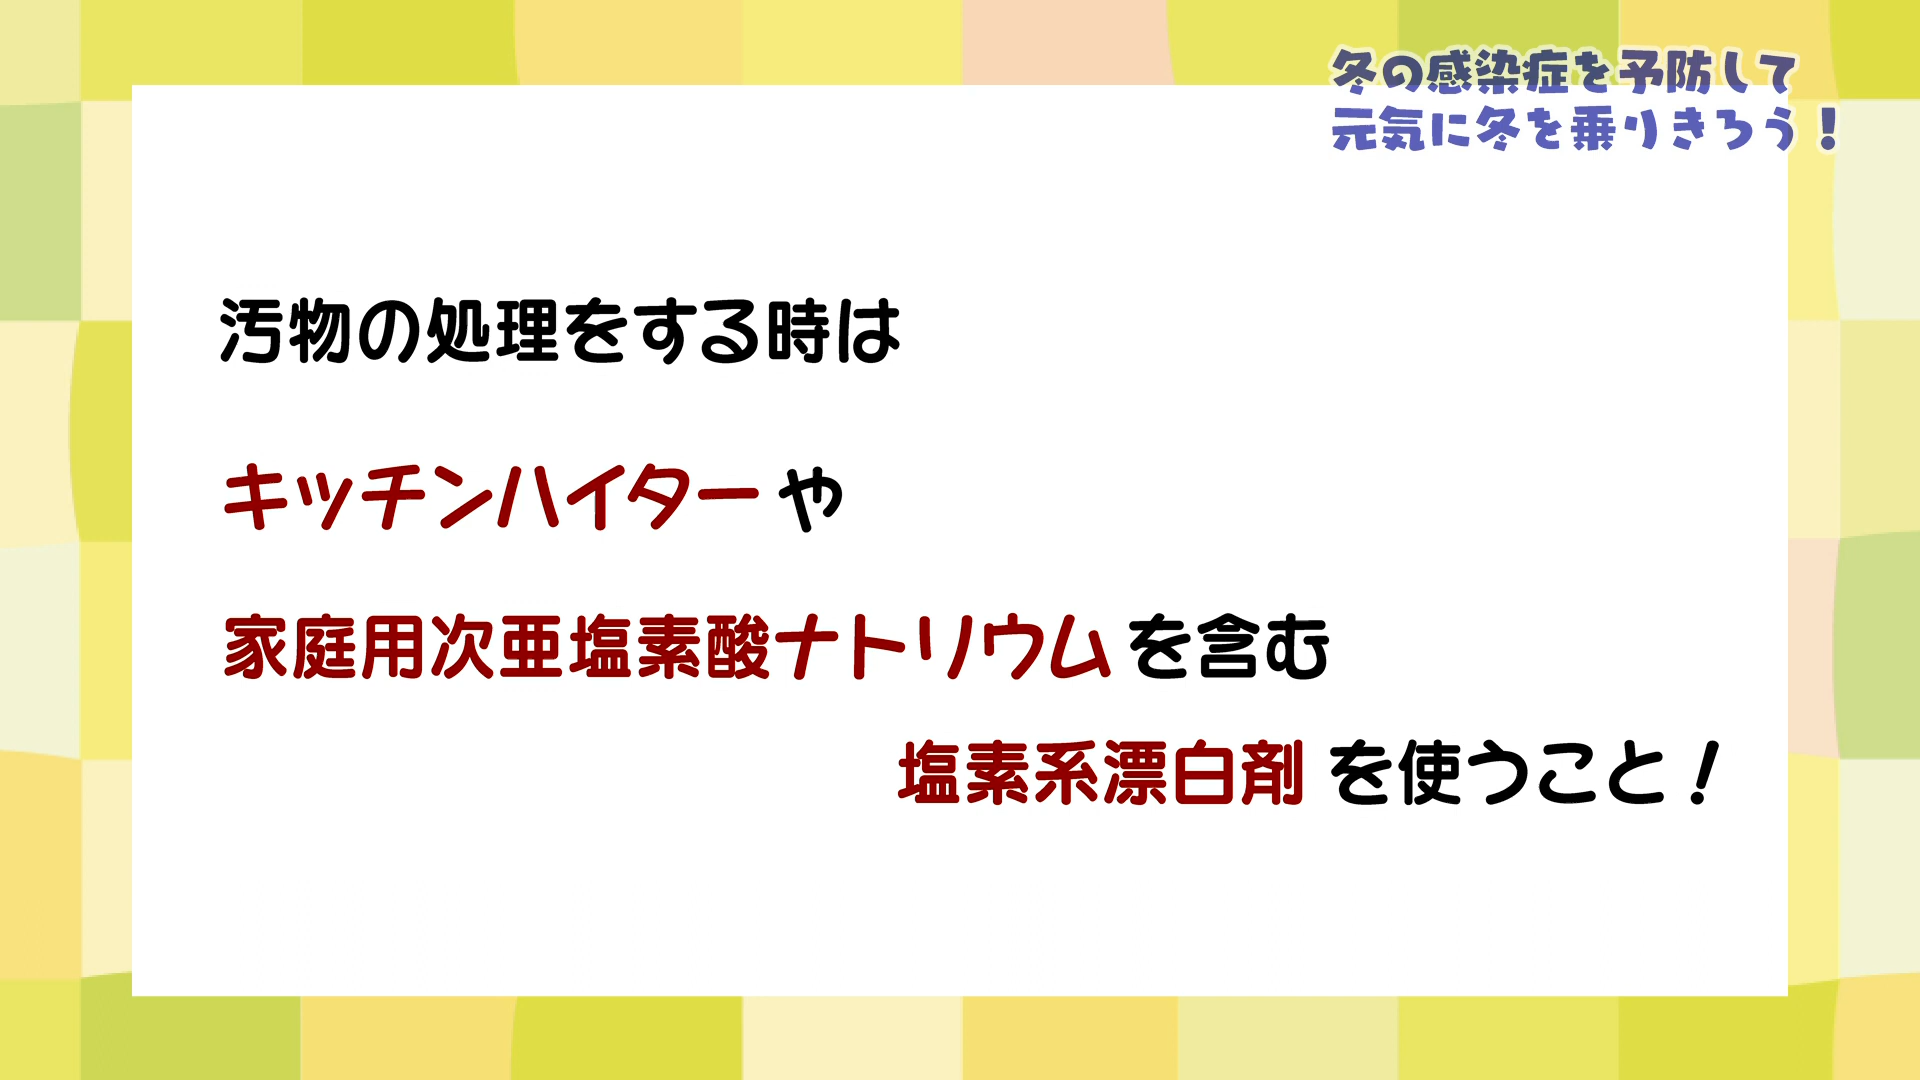 冬の感染症を予防して
元気に冬を乗りきろう！
汚物の処理をする時は
キッチンハイターや
家庭用次亜塩素酸ナトリウムを含む
塩素系漂白剤を使うこと！